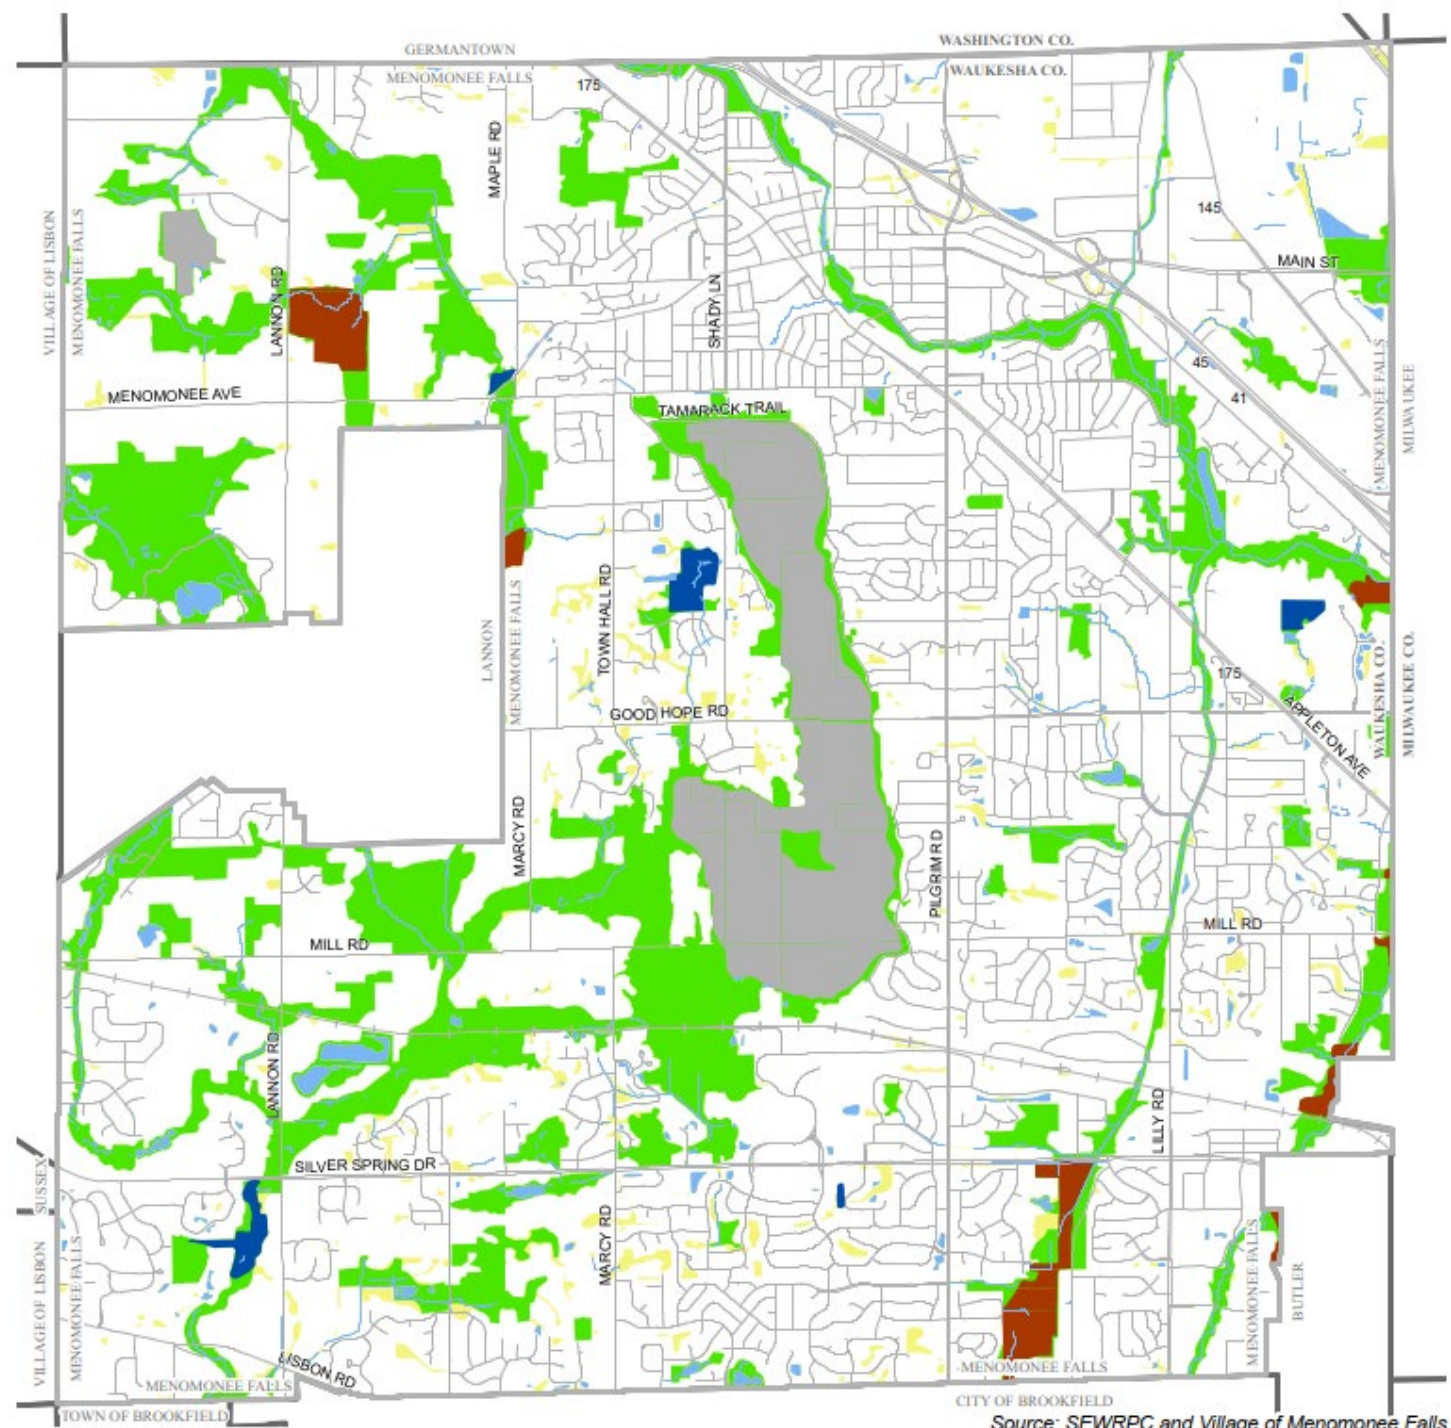 GERMANTOWN
WASHINGTON CO.
MENOMONEE FALLS
WAUKESHA CO.
175
MAPLE RD
145
VILLAGE OF LISBON
MENOMONEE FALLS
MAIN ST
LANNON RD
SHADY LN
MENOMONEE FALLS
MILWAUKEE
45
41
MENOMONEE AVE
TAMARACK TRAIL
LANNON
MENOMONEE FALLS
TOWN HALL RD
175
WAUKESHA CO.
MILWAUKEE CO.
GOOD HOPE RD
APPLETON AVE
MARCY RD
PILGRIM RD
MILL RD
MILL RD
LANNON RD
LILLY RD
SUSSEX
SILVER SPRING DR
MARCY RD
VILLAGE OF LISBON
MENOMONEE FALLS
MENOMONEE FALLS
BUTLER
LISBON RD
MENOMONEE FALLS
MENOMONEE FALLS
CITY OF BROOKFIELD
TOWN OF BROOKFIELD
Source: SEWRPC and Village of Menomonee Falls